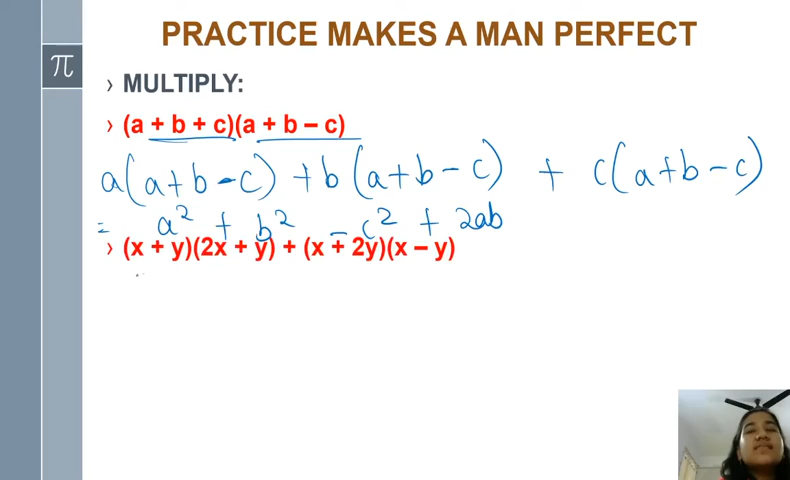 PRACTICE MAKES A MAN PERFECT
π
› MULTIPLY:
› (a + b + c)(a + b – c)
a(a+b-c) + b(a+b-c) + c(a+b-c)
= a² + b² - c² + 2ab
› (x + y)(2x + y) + (x + 2y)(x – y)